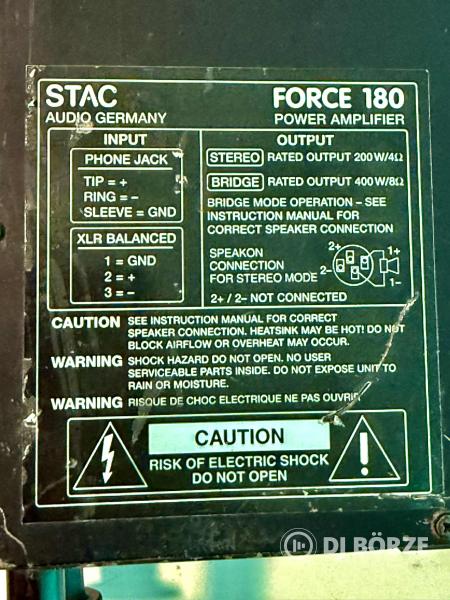 STAC
AUDIO GERMANY
FORCE 180
POWER AMPLIFIER
INPUT
PHONE JACK
TIP = +
RING = −
SLEEVE = GND
XLR BALANCED
1 = GND
2 = +
3 = −
OUTPUT
STEREO RATED OUTPUT 200W/4Ω
BRIDGE RATED OUTPUT 400W/8Ω
BRIDGE MODE OPERATION – SEE
INSTRUCTION MANUAL FOR
CORRECT SPEAKER CONNECTION
SPEAKON
CONNECTION
FOR STEREO MODE
2+
1+
2−
1−
2+ / 2− NOT CONNECTED
CAUTION SEE INSTRUCTION MANUAL FOR CORRECT
SPEAKER CONNECTION. HEATSINK MAY BE HOT! DO NOT
BLOCK AIRFLOW OR OVERHEAT MAY OCCUR.
WARNING SHOCK HAZARD DO NOT OPEN. NO USER
SERVICEABLE PARTS INSIDE. DO NOT EXPOSE UNIT TO
RAIN OR MOISTURE.
WARNING RISQUE DE CHOC ELECTRIQUE NE PAS OUVRIR.
CAUTION
RISK OF ELECTRIC SHOCK
DO NOT OPEN
!
DJ BÖRZE